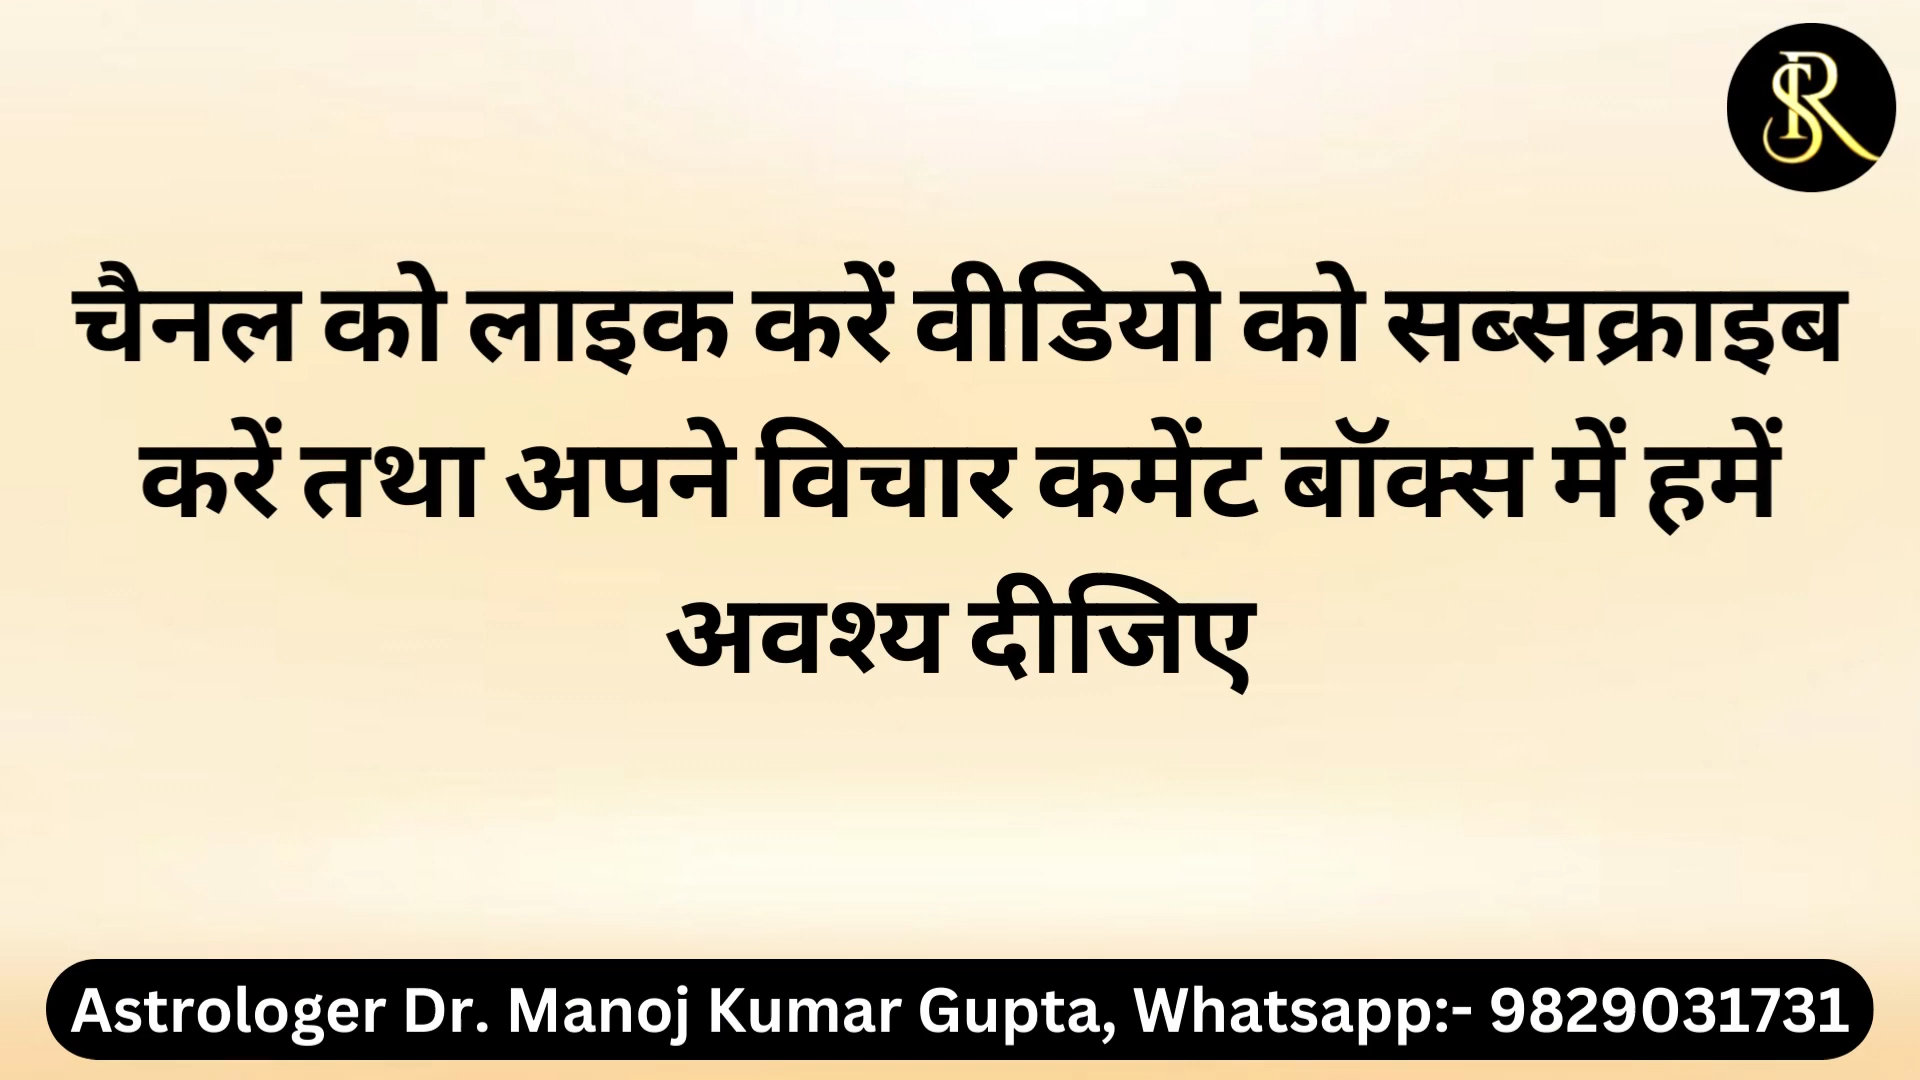 चैनल को लाइक करें वीडियो को सब्सक्राइब
करें तथा अपने विचार कमेंट बॉक्स में हमें
अवश्य दीजिए
Astrologer Dr. Manoj Kumar Gupta, Whatsapp:- 9829031731